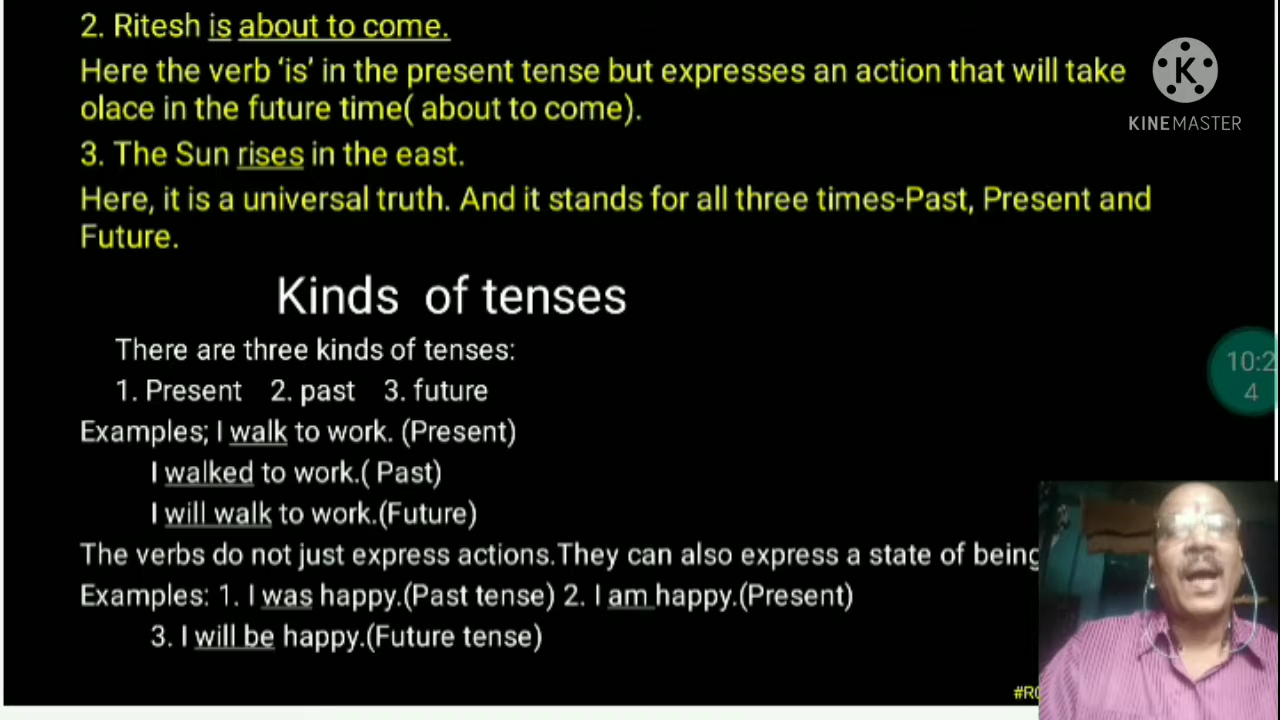 2. Ritesh is about to come.
Here the verb ‘is’ in the present tense but expresses an action that will take
olace in the future time( about to come).
3. The Sun rises in the east.
Here, it is a universal truth. And it stands for all three times-Past, Present and
Future.
Kinds of tenses
There are three kinds of tenses:
1. Present 2. past 3. future
Examples; I walk to work. (Present)
I walked to work.( Past)
I will walk to work.(Future)
The verbs do not just express actions.They can also express a state of being
Examples: 1. I was happy.(Past tense) 2. I am happy.(Present)
3. I will be happy.(Future tense)
K
KINEMASTER
10:2
4